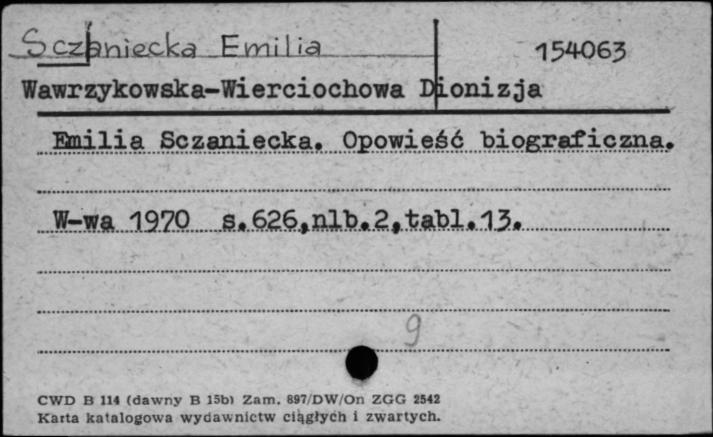 Sczaniecka Emilia 154063
Wawrzykowska-Wierciochowa Dionizja
Emilia Sczaniecka. Opowieść biograficzna.
W-wa 1970 s.626,nlb.2,tabl.13.
9
CWD B 114 (dawny B 15b) Zam. 897/DW/On ZGG 2542
Karta katalogowa wydawnictw ciągłych i zwartych.